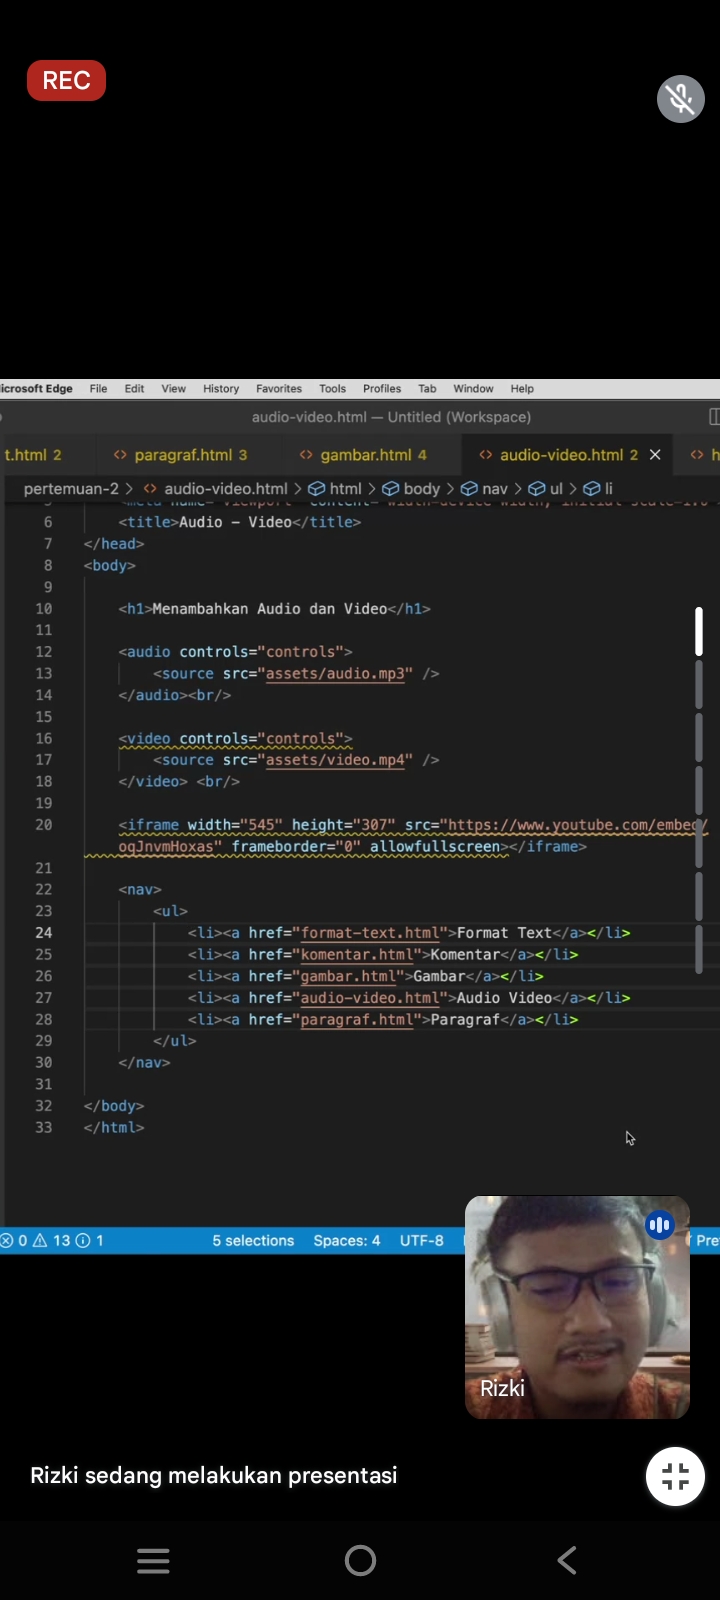 REC
icrosoft Edge File Edit View History Favorites Tools Profiles Tab Window Help
audio-video.html — Untitled (Workspace)
t.html 2 <> paragraf.html 3 <> gambar.html 4 <> audio-video.html 2 × <> h
pertemuan-2 > <> audio-video.html > html > body > nav > ul > li
6 <title>Audio - Video</title>
7 </head>
8 <body>
9
10 <h1>Menambahkan Audio dan Video</h1>
11
12 <audio controls="controls">
13 <source src="assets/audio.mp3" />
14 </audio><br/>
15
16 <video controls="controls">
17 <source src="assets/video.mp4" />
18 </video> <br/>
19
20 <iframe width="545" height="307" src="https://www.youtube.com/embed/
oqJnvmHoxas" frameborder="0" allowfullscreen></iframe>
21
22 <nav>
23 <ul>
24 <li><a href="format-text.html">Format Text</a></li>
25 <li><a href="komentar.html">Komentar</a></li>
26 <li><a href="gambar.html">Gambar</a></li>
27 <li><a href="audio-video.html">Audio Video</a></li>
28 <li><a href="paragraf.html">Paragraf</a></li>
29 </ul>
30 </nav>
31
32 </body>
33 </html>
0 13 1 5 selections Spaces: 4 UTF-8 Pre
Rizki
Rizki sedang melakukan presentasi